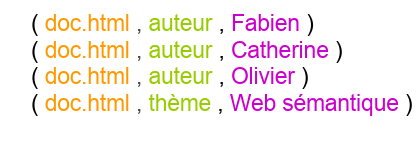 ( doc.html , auteur , Fabien )
( doc.html , auteur , Catherine )
( doc.html , auteur , Olivier )
( doc.html , thème , Web sémantique )